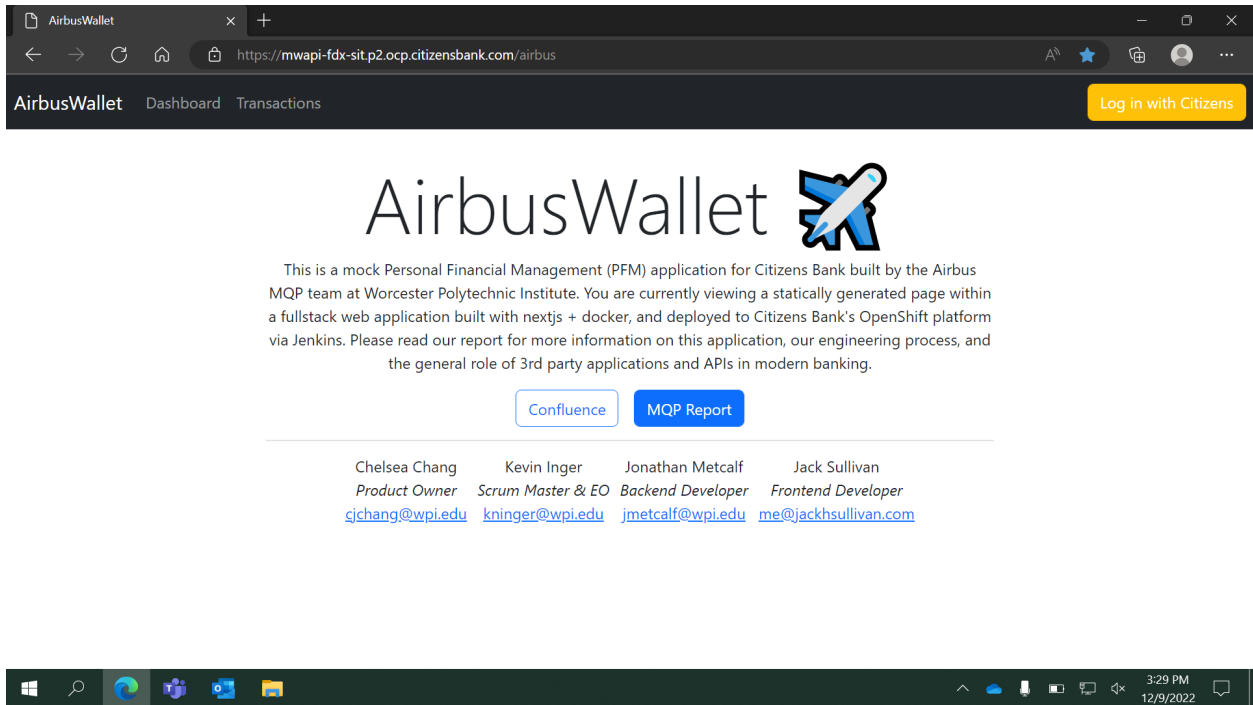 AirbusWallet
https://mwapi-fdx-sit.p2.ocp.citizensbank.com/airbus
AirbusWallet Dashboard Transactions Log in with Citizens
AirbusWallet
This is a mock Personal Financial Management (PFM) application for Citizens Bank built by the Airbus
MQP team at Worcester Polytechnic Institute. You are currently viewing a statically generated page within
a fullstack web application built with nextjs + docker, and deployed to Citizens Bank's OpenShift platform
via Jenkins. Please read our report for more information on this application, our engineering process, and
the general role of 3rd party applications and APIs in modern banking.
Confluence MQP Report
Chelsea Chang Kevin Inger Jonathan Metcalf Jack Sullivan
Product Owner Scrum Master & EO Backend Developer Frontend Developer
cjchang@wpi.edu kninger@wpi.edu jmetcalf@wpi.edu me@jackhsullivan.com
3:29 PM
12/9/2022